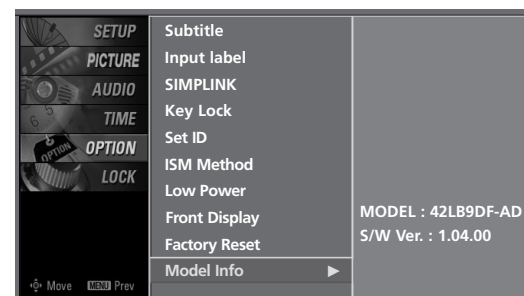 SETUP
PICTURE
AUDIO
TIME
OPTION
OPTION
LOCK
Move MENU Prev
Subtitle
Input label
SIMPLINK
Key Lock
Set ID
ISM Method
Low Power
Front Display
Factory Reset
Model Info ▶
MODEL : 42LB9DF-AD
S/W Ver. : 1.04.00